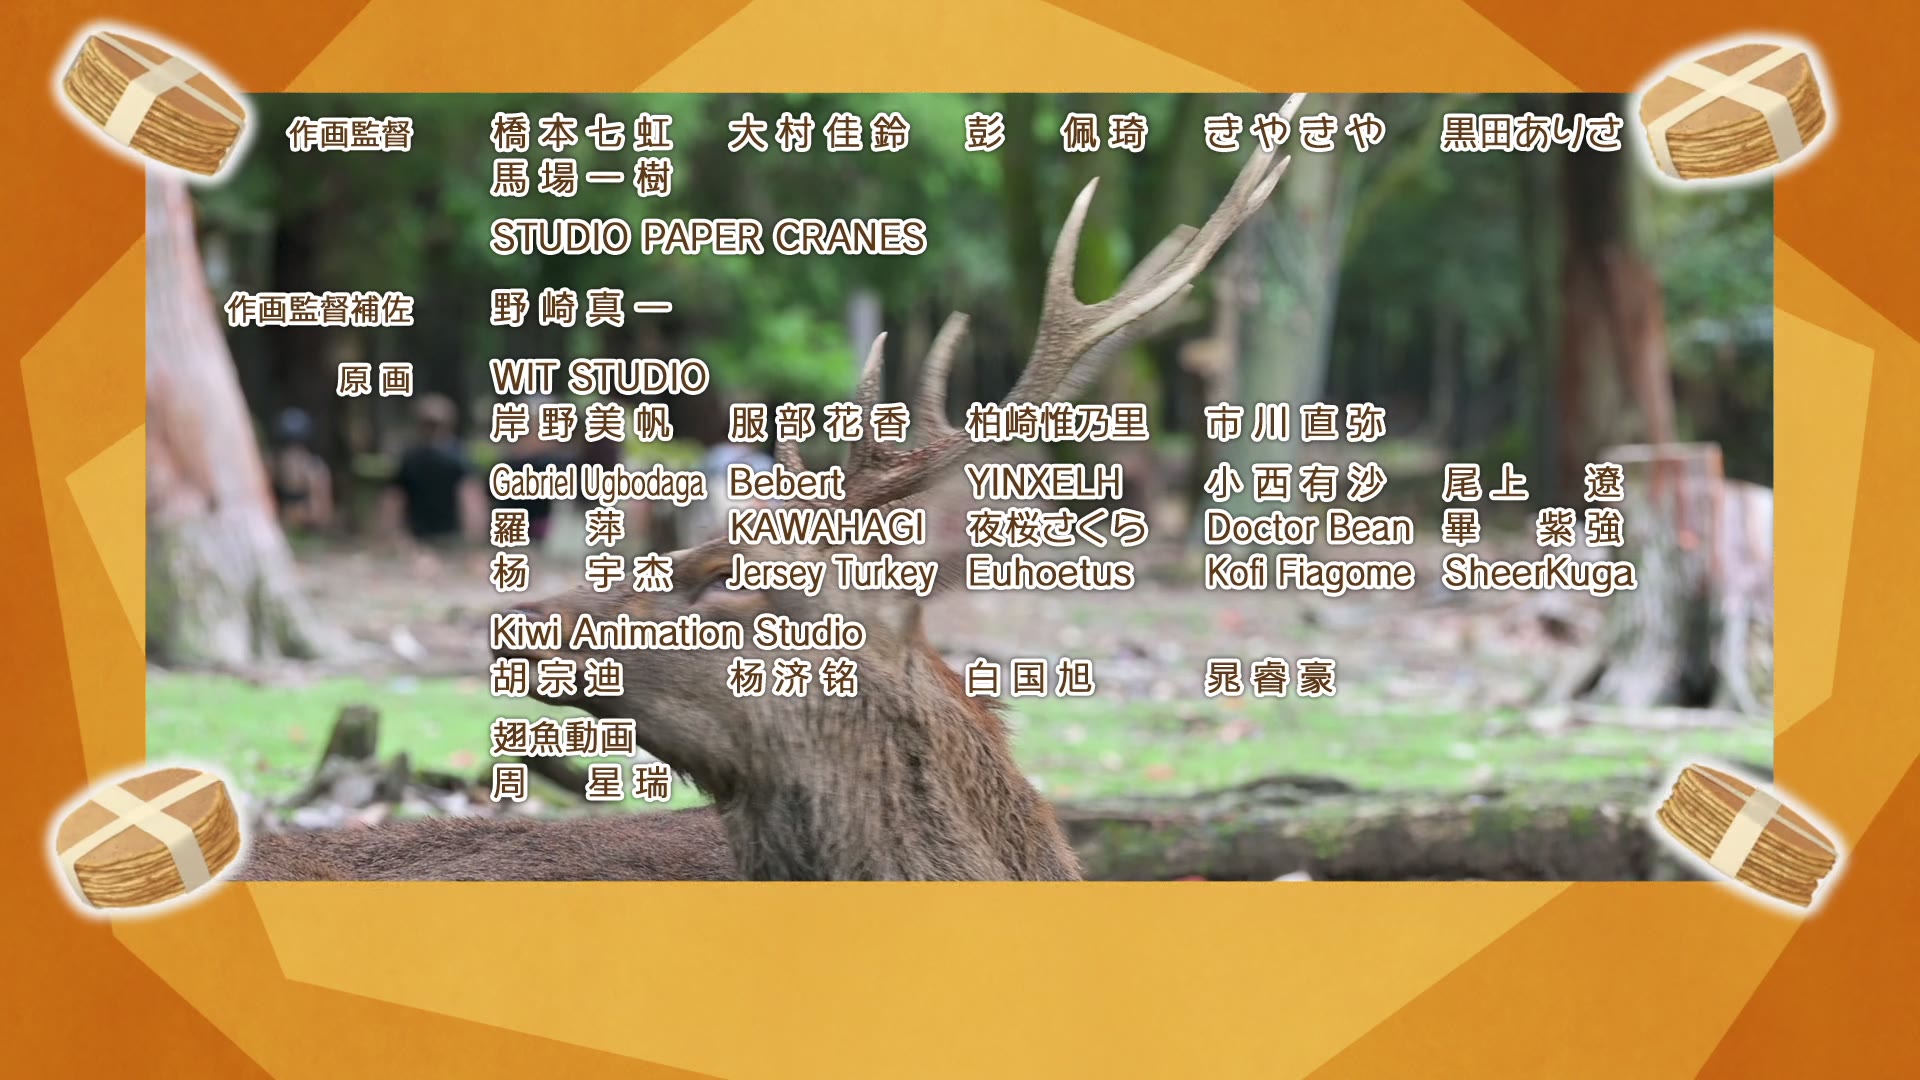 作画監督 橋本七虹 大村佳鈴 彭 佩琦 きやきや 黒田ありさ
馬場一樹
STUDIO PAPER CRANES
作画監督補佐 野崎真一
原画 WIT STUDIO
岸野美帆 服部花香 柏崎惟乃里 市川直弥
Gabriel Ugbodaga Bebert YINXELH 小西有沙 尾上 遼
羅 萍 KAWAHAGI 夜桜さくら Doctor Bean 畢 紫強
杨 宇杰 Jersey Turkey Euhoetus Kofi Fiagome SheerKuga
Kiwi Animation Studio
胡宗迪 杨济铭 白国旭 晁睿豪
翅魚動画
周 星瑞